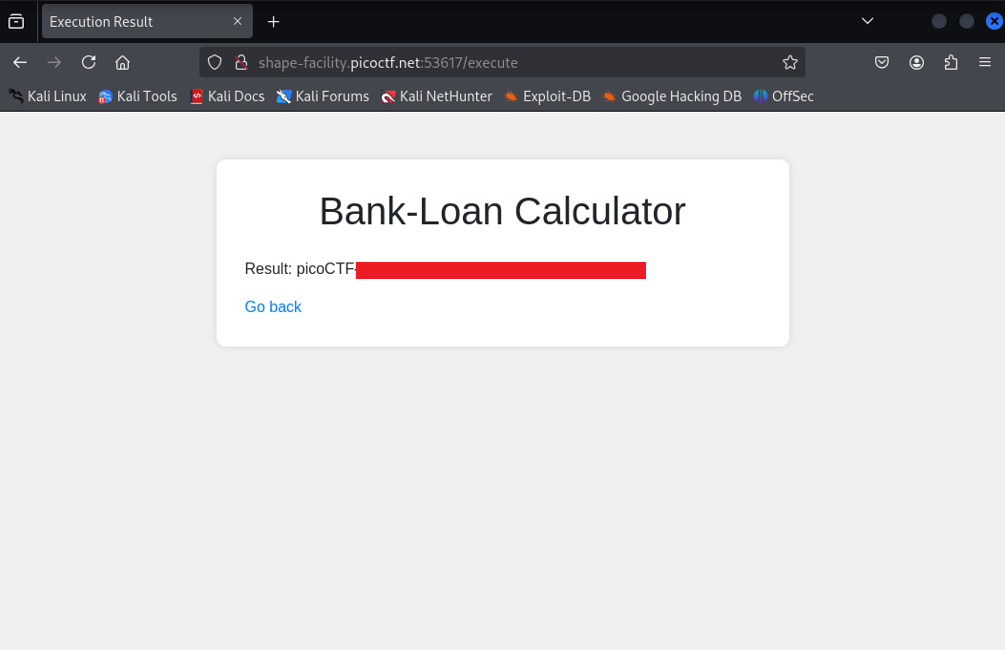 Execution Result
shape-facility.picoctf.net:53617/execute
Kali Linux Kali Tools Kali Docs Kali Forums Kali NetHunter Exploit-DB Google Hacking DB OffSec
Bank-Loan Calculator
Result: picoCTF
Go back